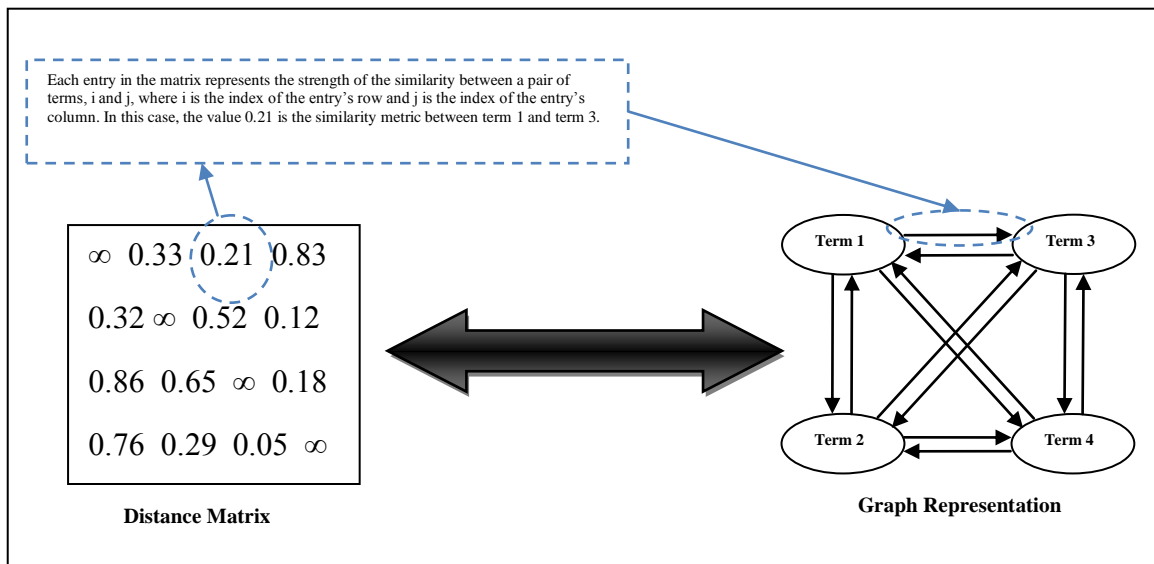 Each entry in the matrix represents the strength of the similarity between a pair of
terms, i and j, where i is the index of the entry's row and j is the index of the entry's
column. In this case, the value 0.21 is the similarity metric between term 1 and term 3.
∞ 0.33 0.21 0.83
0.32 ∞ 0.52 0.12
0.86 0.65 ∞ 0.18
0.76 0.29 0.05 ∞
Distance Matrix
Term 1
Term 3
Term 2
Term 4
Graph Representation